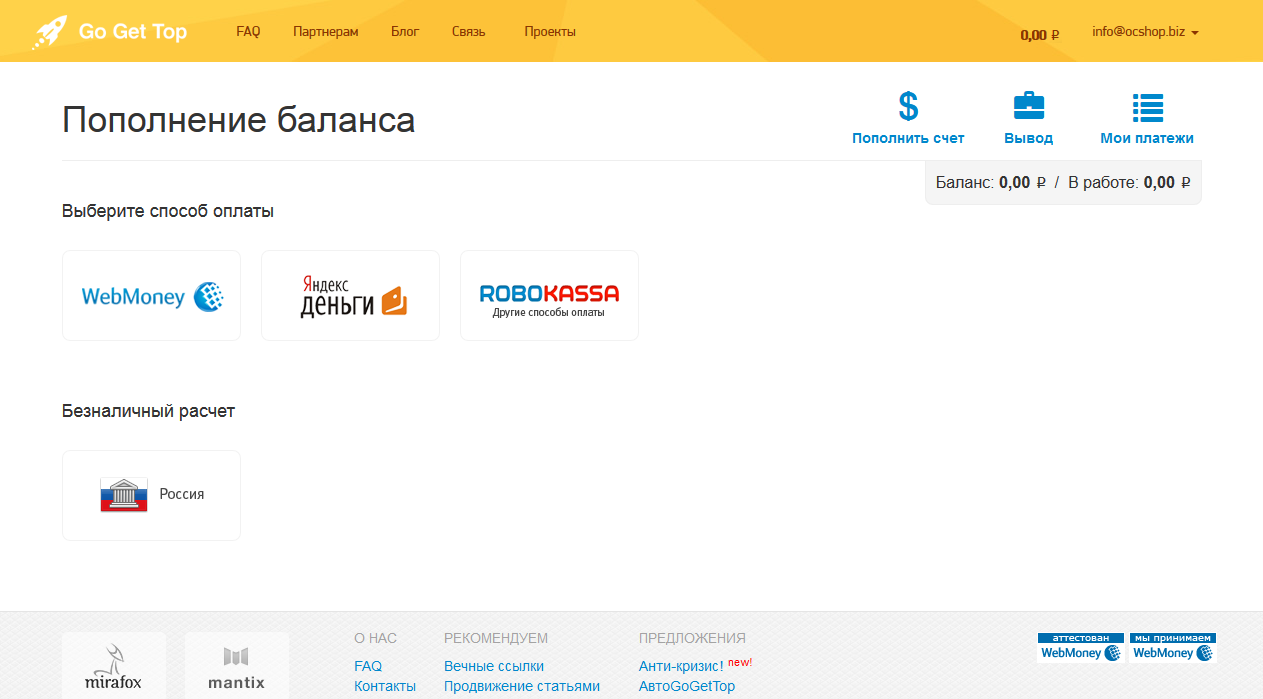 Go Get Top FAQ Партнерам Блог Связь Проекты 0,00 ₽ info@ocshop.biz
Пополнение баланса
Пополнить счет Вывод Мои платежи
Баланс: 0,00 ₽ / В работе: 0,00 ₽
Выберите способ оплаты
WebMoney
Яндекс
деньги
ROBOKASSA
Другие способы оплаты
Безналичный расчет
Россия
mirafox
mantix
О НАС
FAQ
Контакты
РЕКОМЕНДУЕМ
Вечные ссылки
Продвижение статьями
ПРЕДЛОЖЕНИЯ
Анти-кризис! new!
АвтоGoGetTop
аттестован
WebMoney
мы принимаем
WebMoney